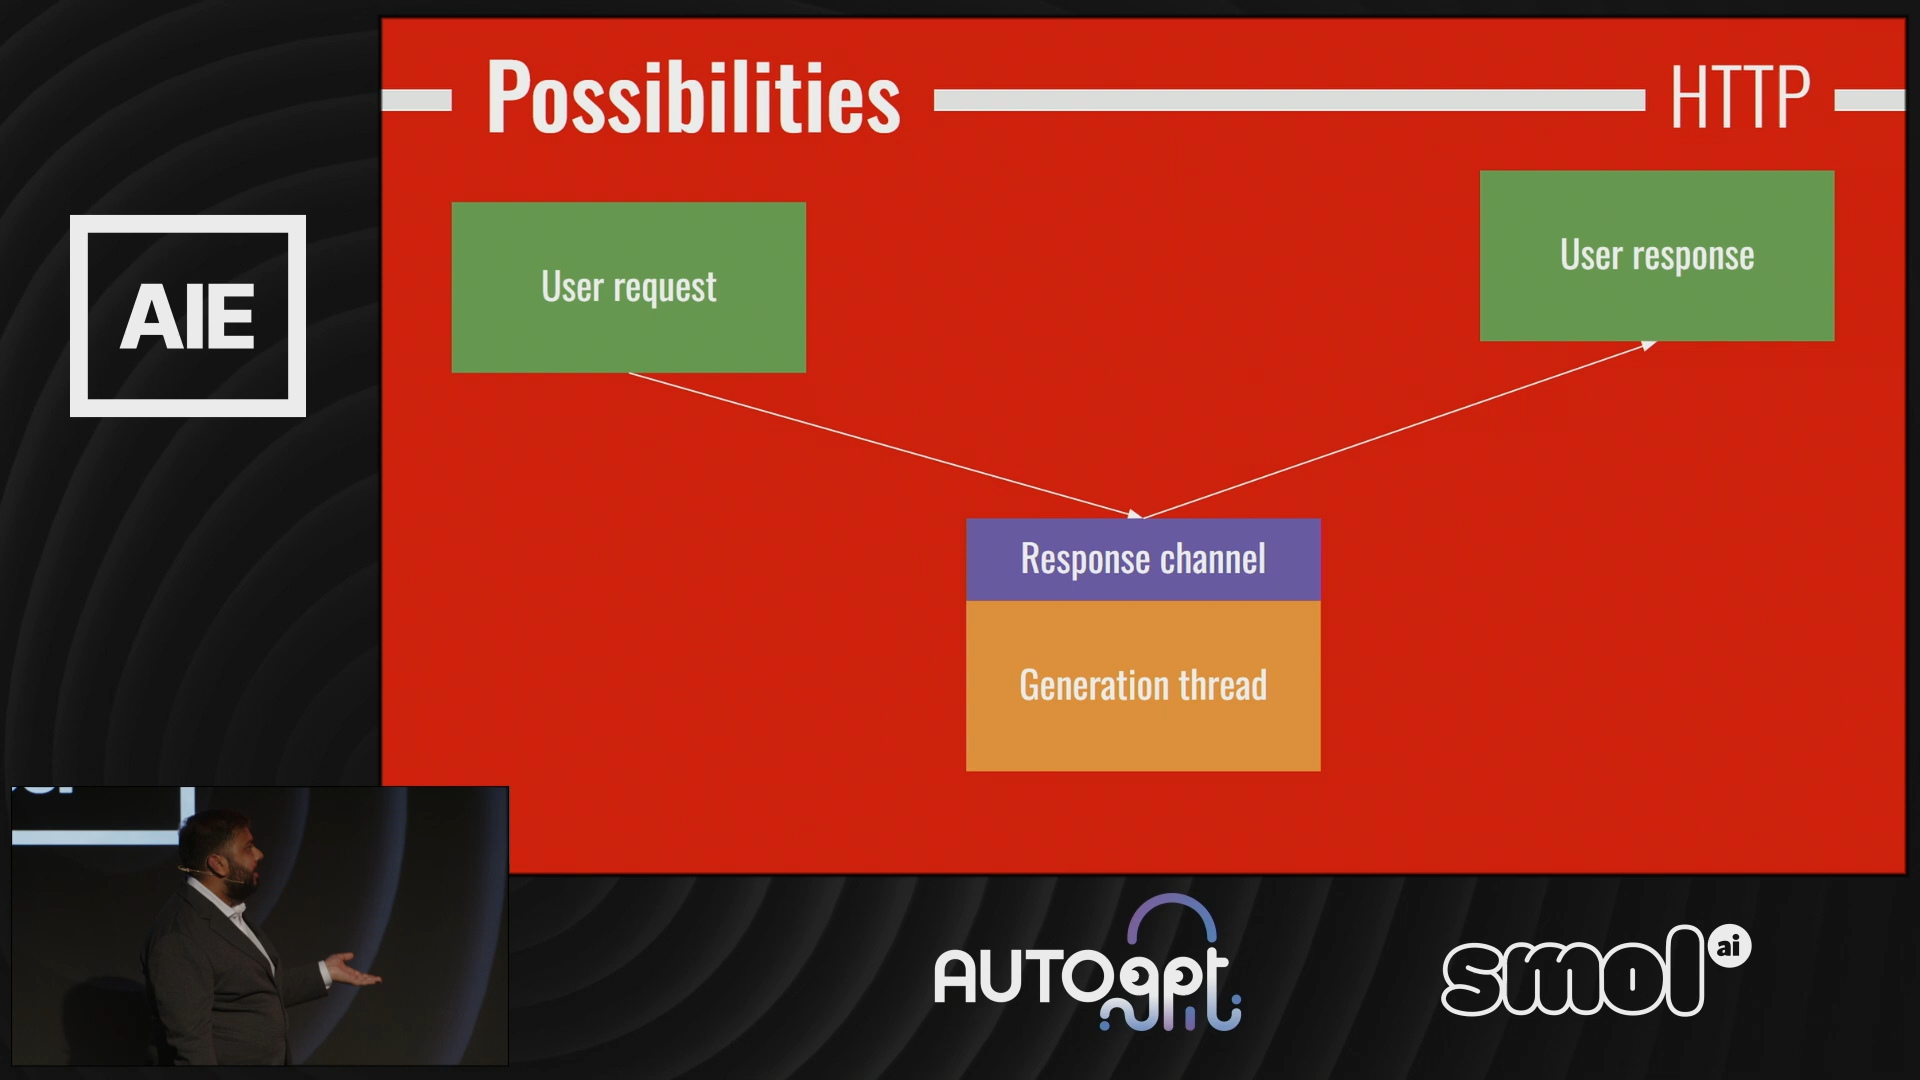 Possibilities
HTTP
AIE
User request
User response
Response channel
Generation thread
AUTOgpt
smol ai